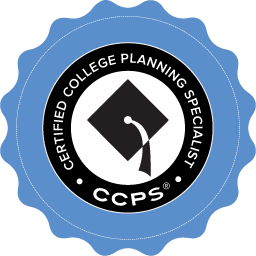 CERTIFIED COLLEGE PLANNING SPECIALIST
• CCPS® •